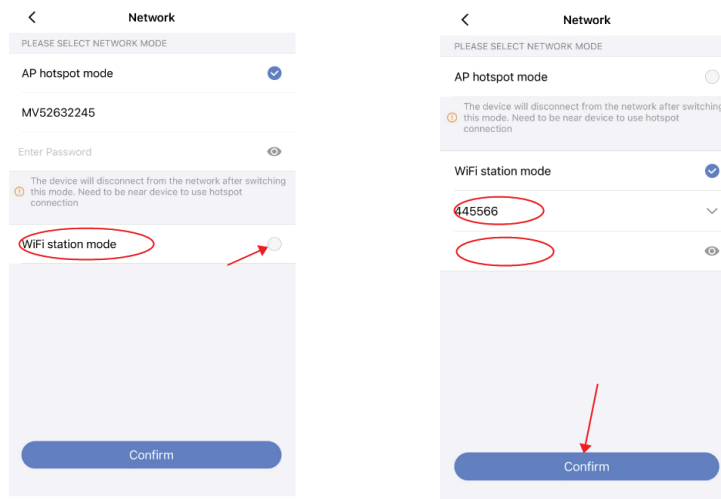 Network
PLEASE SELECT NETWORK MODE
AP hotspot mode
MV52632245
Enter Password
The device will disconnect from the network after switching
this mode. Need to be near device to use hotspot
connection
WiFi station mode
Confirm
Network
PLEASE SELECT NETWORK MODE
AP hotspot mode
The device will disconnect from the network after switching
this mode. Need to be near device to use hotspot
connection
WiFi station mode
445566
Confirm